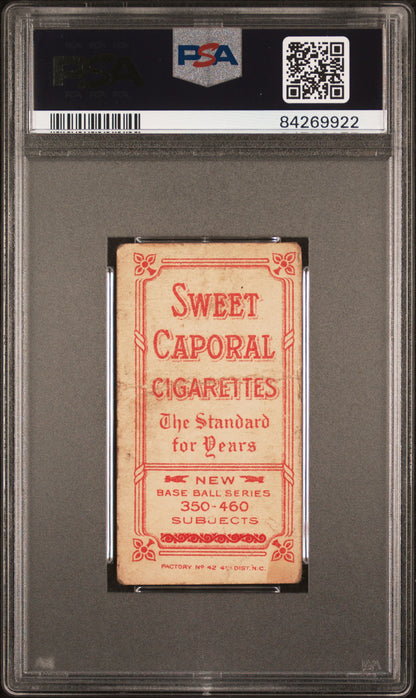 PSA
PSA
84269922
SWEET
CAPORAL
CIGARETTES
The Standard
for Years
NEW
BASE BALL SERIES
350-460
SUBJECTS
FACTORY Nº 42 4TH DIST. N.C.